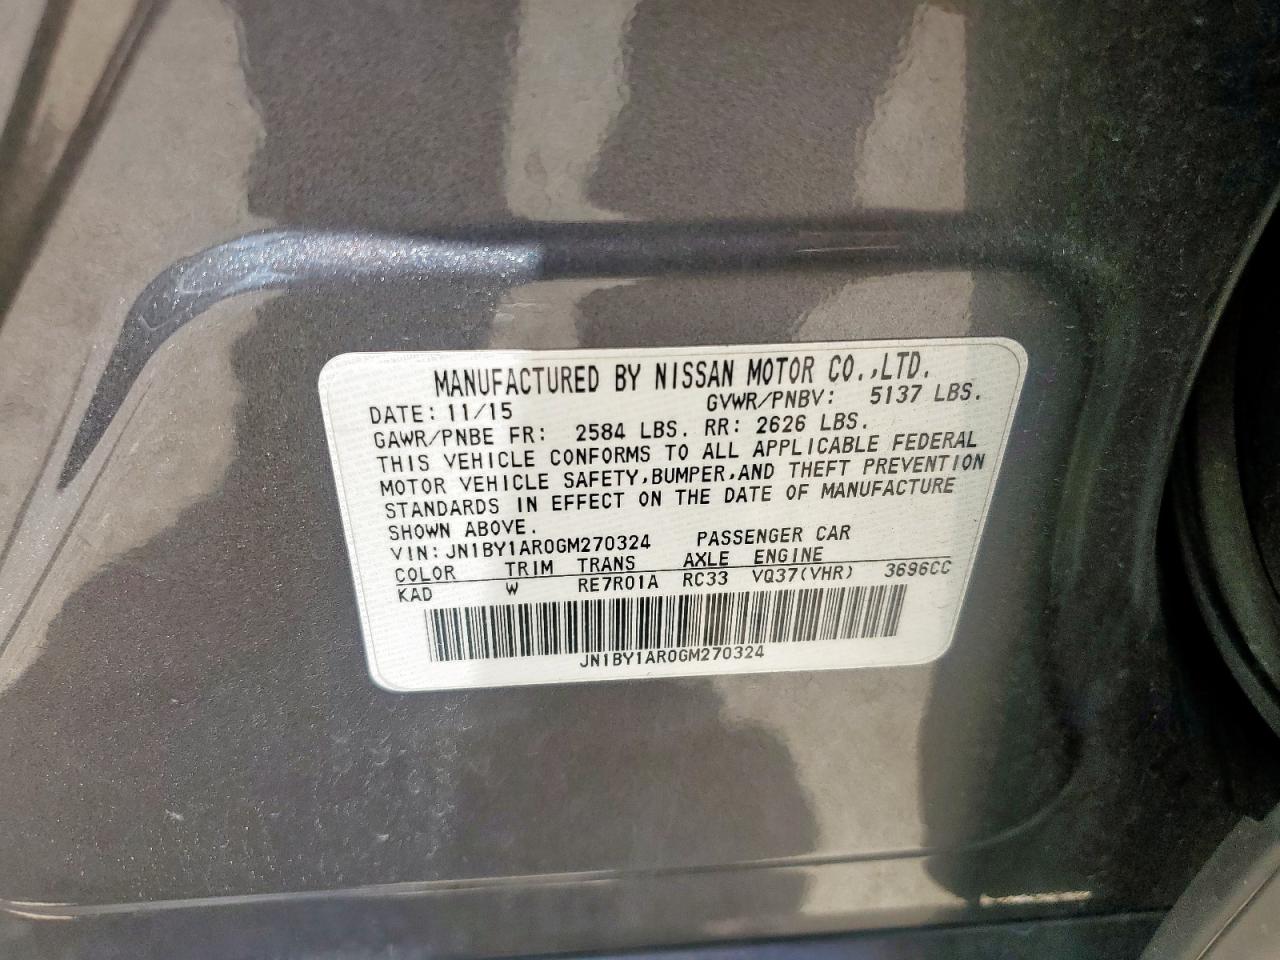 MANUFACTURED BY NISSAN MOTOR CO.,LTD.
DATE: 11/15 GVWR/PNBV: 5137 LBS.
GAWR/PNBE FR: 2584 LBS. RR: 2626 LBS.
THIS VEHICLE CONFORMS TO ALL APPLICABLE FEDERAL
MOTOR VEHICLE SAFETY,BUMPER,AND THEFT PREVENTION
STANDARDS IN EFFECT ON THE DATE OF MANUFACTURE
SHOWN ABOVE.
VIN: JN1BY1AR0GM270324 PASSENGER CAR
COLOR TRIM TRANS AXLE ENGINE
KAD W RE7R01A RC33 VQ37(VHR) 3696CC
JN1BY1AR0GM270324